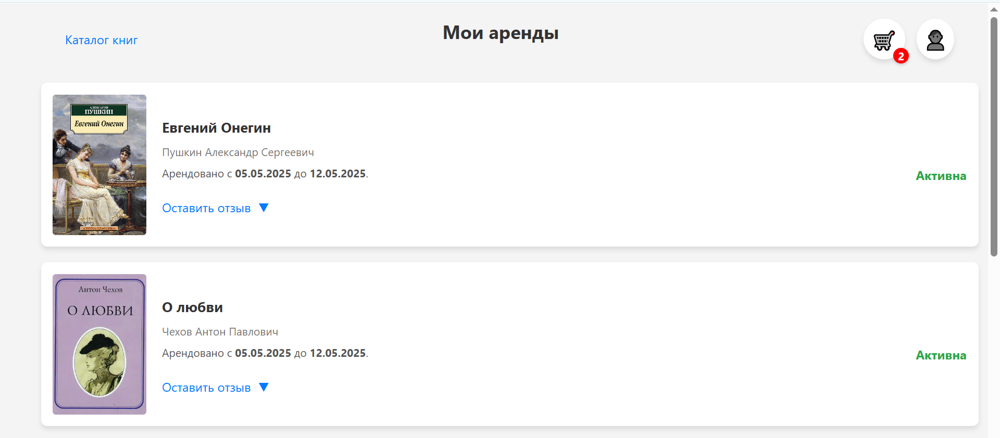 Каталог книг
Мои аренды
2
АЛЕКСАНДР
ПУШКИН
Евгений Онегин
АЗБУКА-КЛАССИКА
Евгений Онегин
Пушкин Александр Сергеевич
Арендовано с 05.05.2025 до 12.05.2025.
Оставить отзыв ▼
Активна
Антон Чехов
О ЛЮБВИ
О любви
Чехов Антон Павлович
Арендовано с 05.05.2025 до 12.05.2025.
Оставить отзыв ▼
Активна